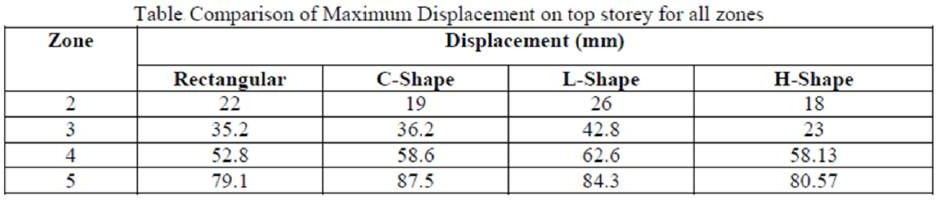 Table Comparison of Maximum Displacement on top storey for all zones
Zone Displacement (mm)
Rectangular C-Shape L-Shape H-Shape
2 22 19 26 18
3 35.2 36.2 42.8 23
4 52.8 58.6 62.6 58.13
5 79.1 87.5 84.3 80.57